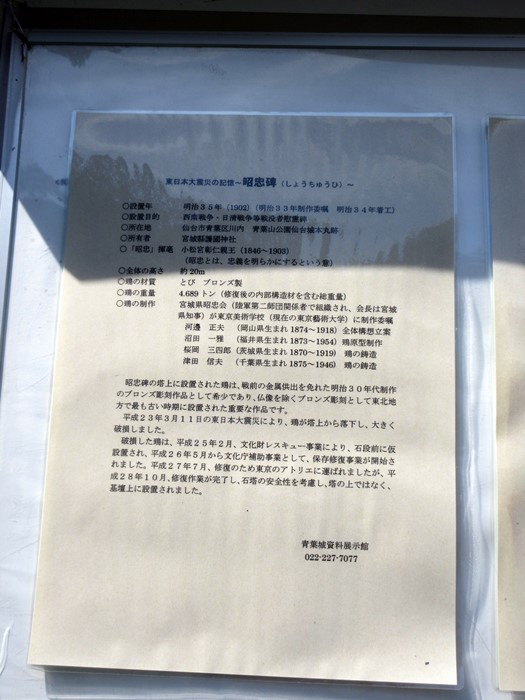 東日本大震災の記憶~昭忠碑(しょうちゅうひ)~
○設置年 明治35年(1902)(明治33年制作委嘱 明治34年着工)
○設置目的 西南戦争・日清戦争等戦没者慰霊碑
○所在地 仙台市青葉区川内 青葉山公園仙台城本丸跡
○所有者 宮城縣護國神社
○「昭忠」揮毫 小松宮彰仁親王(1846~1903)
(昭忠とは、忠義を明らかにするという意)
○全体の高さ 約20m
○鵄の材質 とび ブロンズ製
○鵄の重量 4.689トン(修復後の内部構造材を含む総重量)
○鵄の制作 宮城県昭忠会(陸軍第二師団関係者で組織され、会長は宮城
県知事)が東京美術学校(現在の東京藝術大学)に制作委嘱
河邊 正夫 (岡山県生まれ1874~1918)全体構想立案
沼田 一雅 (福井県生まれ1873~1954)鵄原型制作
桜岡 三四郎(茨城県生まれ1870~1919) 鵄の鋳造
津田 信夫 (千葉県生まれ1875~1946) 鵄の鋳造
昭忠碑の塔上に設置された鵄は、戦前の金属供出を免れた明治30年代制作
のブロンズ彫刻作品として希少であり、仏像を除くブロンズ彫刻として東北地
方で最も古い時期に設置された重要な作品です。
平成23年3月11日の東日本大震災により、鵄が塔上から落下し、大きく
破損しました。
破損した鵄は、平成25年2月、文化財レスキュー事業により、石段前に仮
設置され、平成26年5月から文化庁補助事業として、保存修復事業が開始さ
れました。平成27年7月、修復のため東京のアトリエに運ばれましたが、平
成28年10月、修復作業が完了し、石塔の安全性を考慮し、塔の上ではなく、
基壇上に設置されました。
青葉城資料展示館
022-227-7077